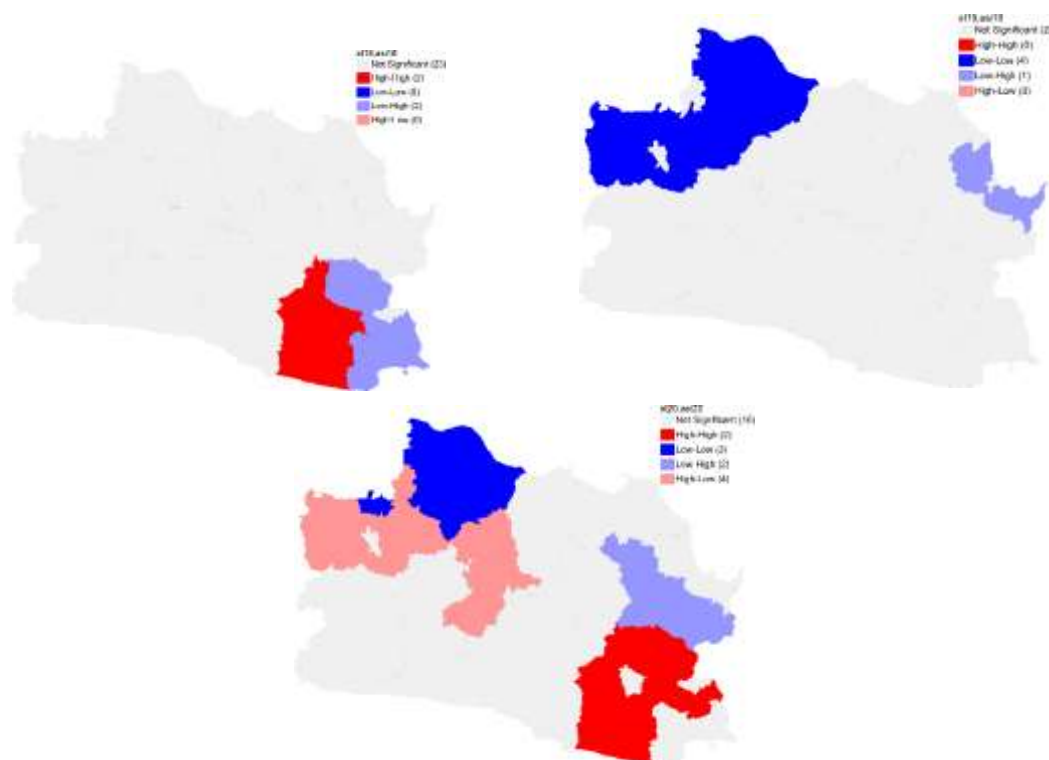 Not Significant (23)
High-High (2)
Low-Low (0)
Low-High (2)
Not Significant (2
High-High (0)
Low-Low (4)
Low-High (1)
High-Low (0)
Not Significant (16)
High-High (2)
Low-Low (3)
Low-High (2)
High-Low (4)